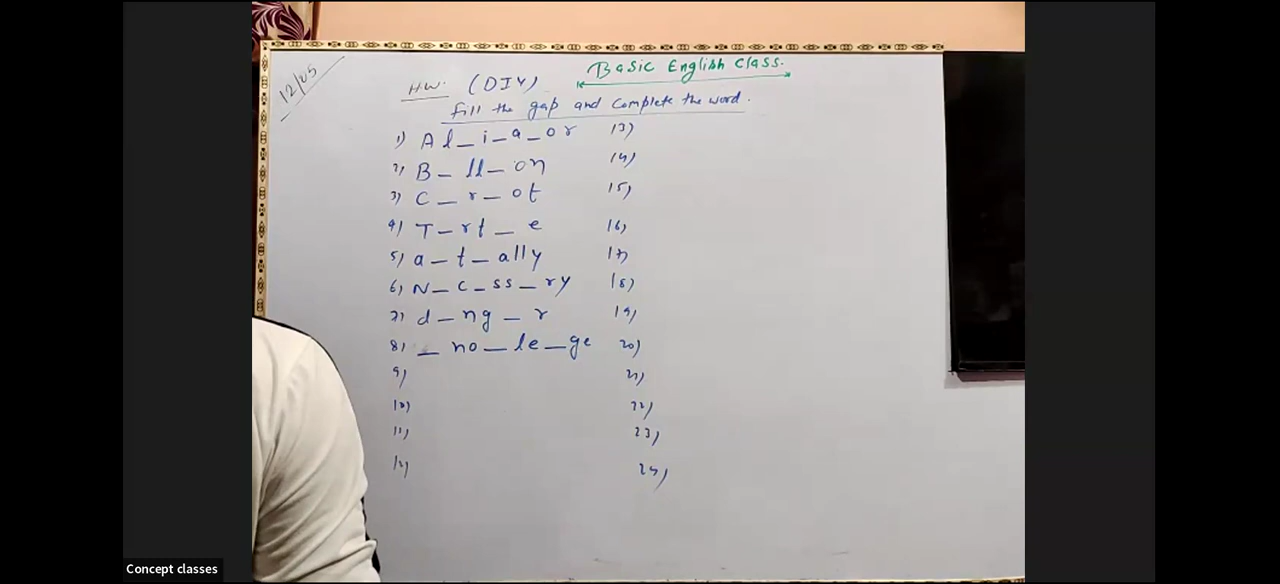 12/05
Basic English Class.
H.W. (DIY)
fill the gap and complete the word.
1) Al_i_a_or
2) B_ll_on
3) C_r_ot
4) T_rt_e
5) a_t_ally
6) N_c_ss_ry
7) d_ng_r
8) _no_le_ge
9)
10)
11)
12)
13)
14)
15)
16)
17)
18)
19)
20)
21)
22)
23)
24)
Concept classes